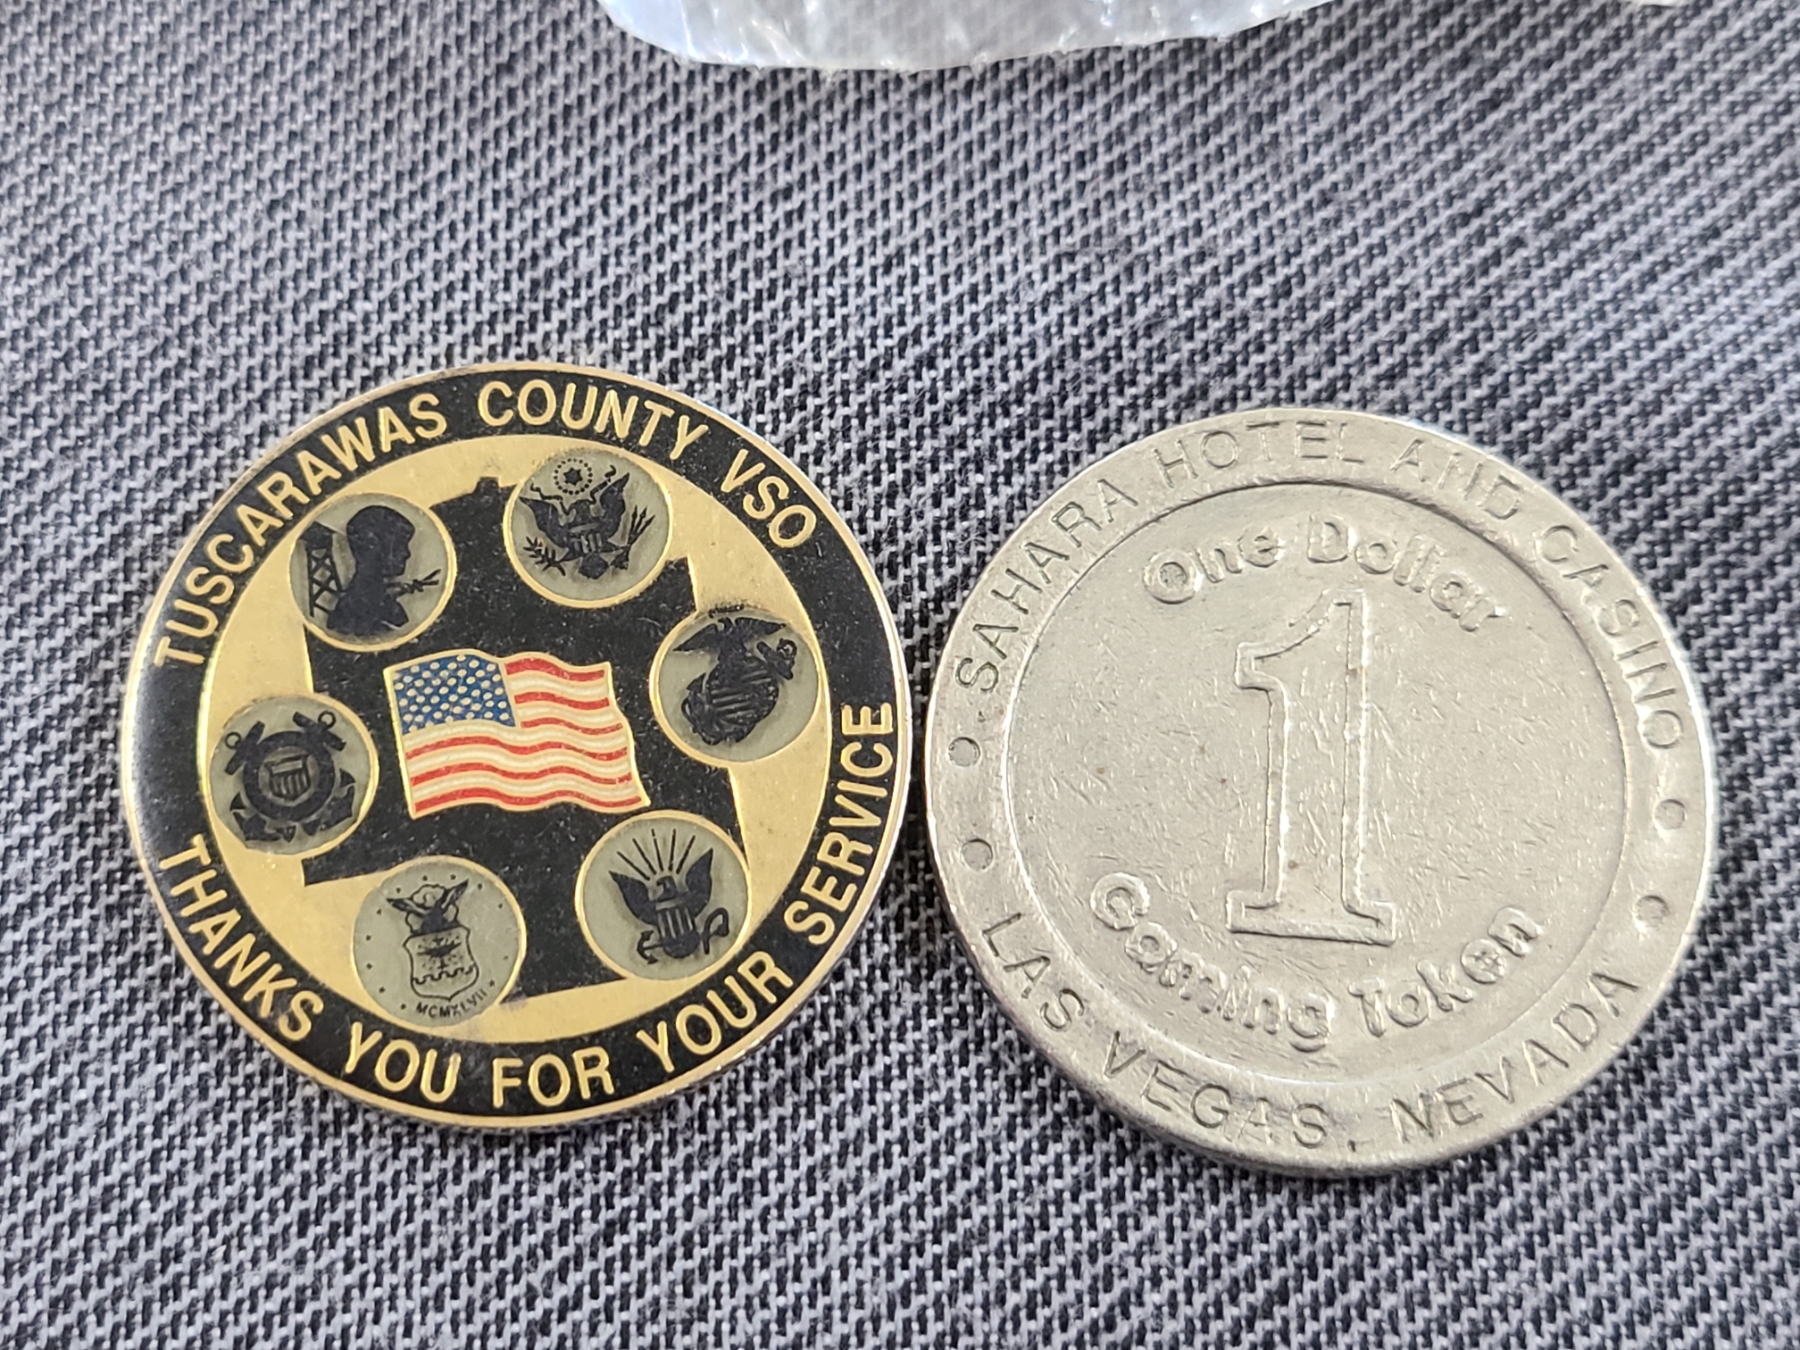 TUSCARAWAS COUNTY VSO
THANKS YOU FOR YOUR SERVICE
MCMXLVII
SAHARA HOTEL AND CASINO
One Dollar
1
Gaming Token
LAS VEGAS, NEVADA